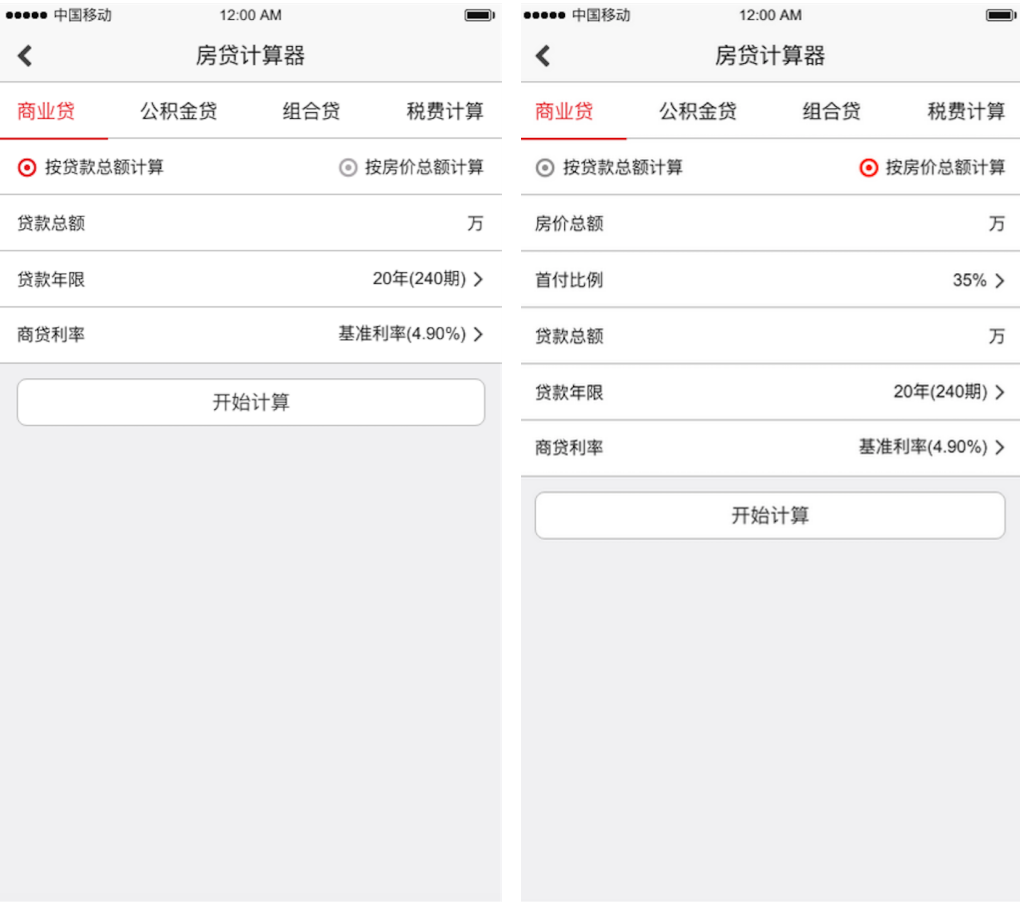 中国移动 12:00 AM
房贷计算器
商业贷 公积金贷 组合贷 税费计算
按贷款总额计算 按房价总额计算
贷款总额 万
贷款年限 20年(240期)
商贷利率 基准利率(4.90%)
开始计算
中国移动 12:00 AM
房贷计算器
商业贷 公积金贷 组合贷 税费计算
按贷款总额计算 按房价总额计算
房价总额 万
首付比例 35%
贷款总额 万
贷款年限 20年(240期)
商贷利率 基准利率(4.90%)
开始计算